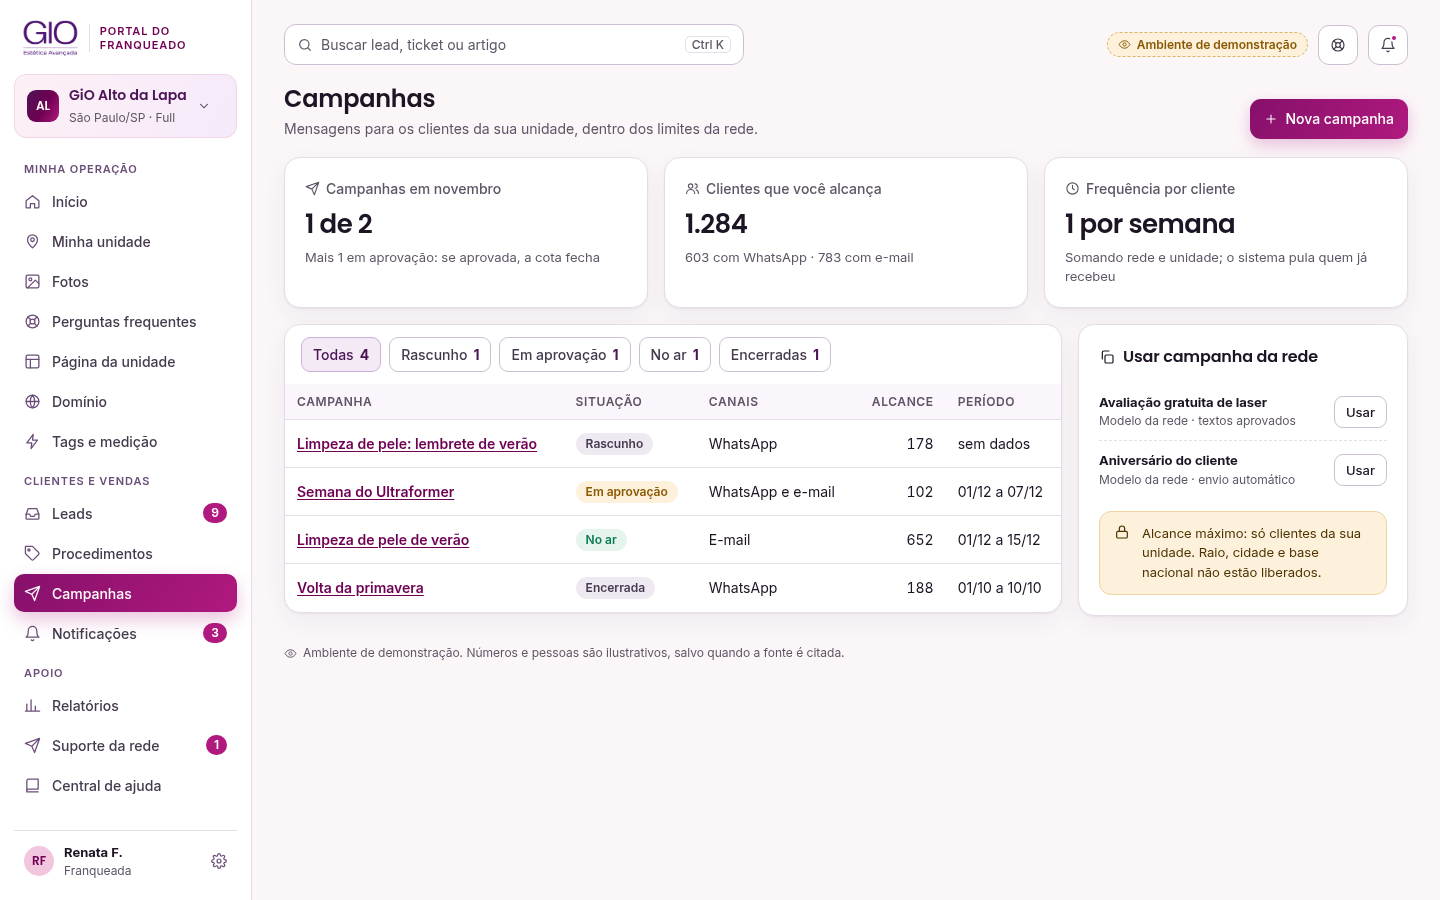 GIO
Estética Avançada
PORTAL DO
FRANQUEADO
AL
GiO Alto da Lapa
São Paulo/SP · Full
MINHA OPERAÇÃO
Início
Minha unidade
Fotos
Perguntas frequentes
Página da unidade
Domínio
Tags e medição
CLIENTES E VENDAS
Leads 9
Procedimentos
Campanhas
Notificações 3
APOIO
Relatórios
Suporte da rede 1
Central de ajuda
RF
Renata F.
Franqueada
Buscar lead, ticket ou artigo Ctrl K
Ambiente de demonstração
Campanhas
Mensagens para os clientes da sua unidade, dentro dos limites da rede.
+ Nova campanha
Campanhas em novembro
1 de 2
Mais 1 em aprovação: se aprovada, a cota fecha
Clientes que você alcança
1.284
603 com WhatsApp · 783 com e-mail
Frequência por cliente
1 por semana
Somando rede e unidade; o sistema pula quem já
recebeu
Todas 4 Rascunho 1 Em aprovação 1 No ar 1 Encerradas 1
CAMPANHA SITUAÇÃO CANAIS ALCANCE PERÍODO
Limpeza de pele: lembrete de verão Rascunho WhatsApp 178 sem dados
Semana do Ultraformer Em aprovação WhatsApp e e-mail 102 01/12 a 07/12
Limpeza de pele de verão No ar E-mail 652 01/12 a 15/12
Volta da primavera Encerrada WhatsApp 188 01/10 a 10/10
Usar campanha da rede
Avaliação gratuita de laser
Modelo da rede · textos aprovados
Usar
Aniversário do cliente
Modelo da rede · envio automático
Usar
Alcance máximo: só clientes da sua
unidade. Raio, cidade e base
nacional não estão liberados.
Ambiente de demonstração. Números e pessoas são ilustrativos, salvo quando a fonte é citada.